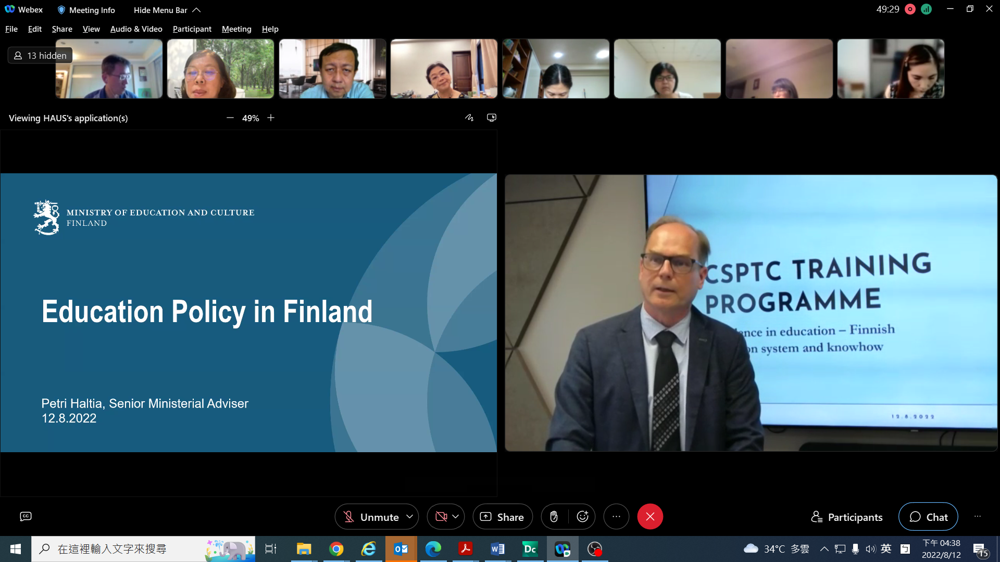 Webex
Meeting Info
Hide Menu Bar
49:29
File Edit Share View Audio & Video Participant Meeting Help
13 hidden
Viewing HAUS's application(s)
49%
MINISTRY OF EDUCATION AND CULTURE
FINLAND
Education Policy in Finland
Petri Haltia, Senior Ministerial Adviser
12.8.2022
CSPTC TRAINING
PROGRAMME
in education – Finnish
system and knowhow
12.8.2022
CC
Unmute
Share
Participants
Chat
在這裡輸入文字來搜尋
Dc
34°C 多雲
英
下午 04:38
2022/8/12
15